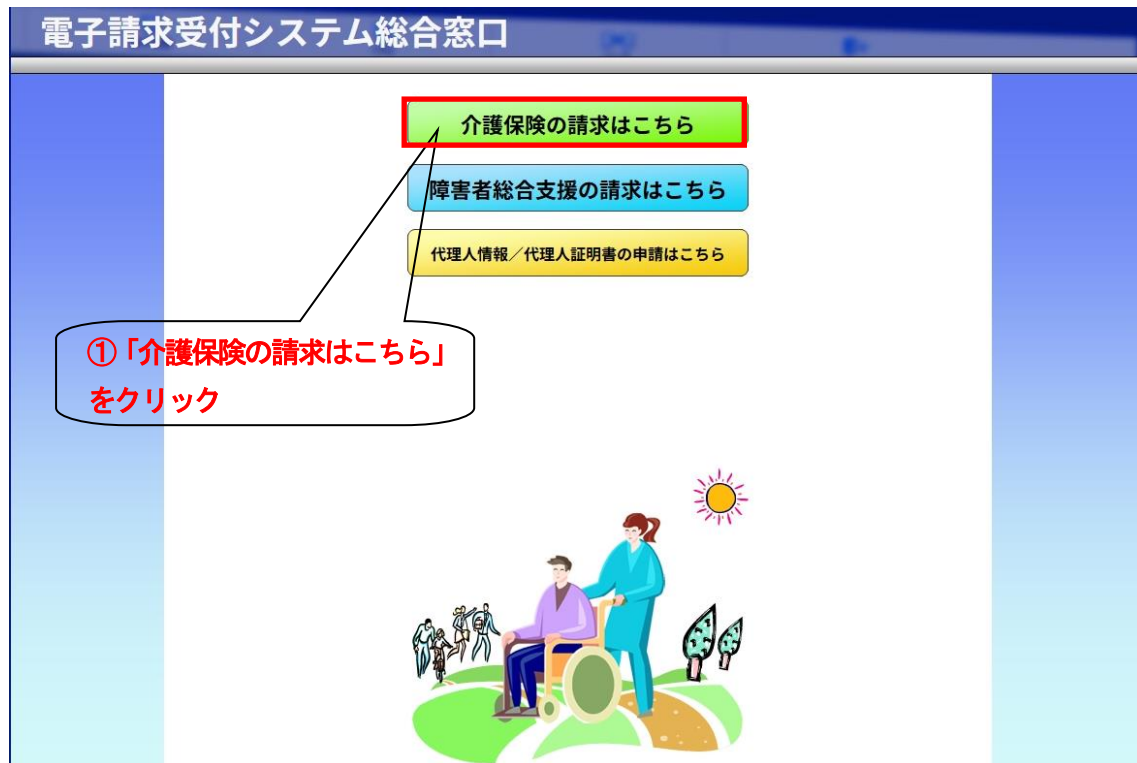 電子請求受付システム総合窓口
介護保険の請求はこちら
障害者総合支援の請求はこちら
代理人情報／代理人証明書の申請はこちら
①「介護保険の請求はこちら」
をクリック